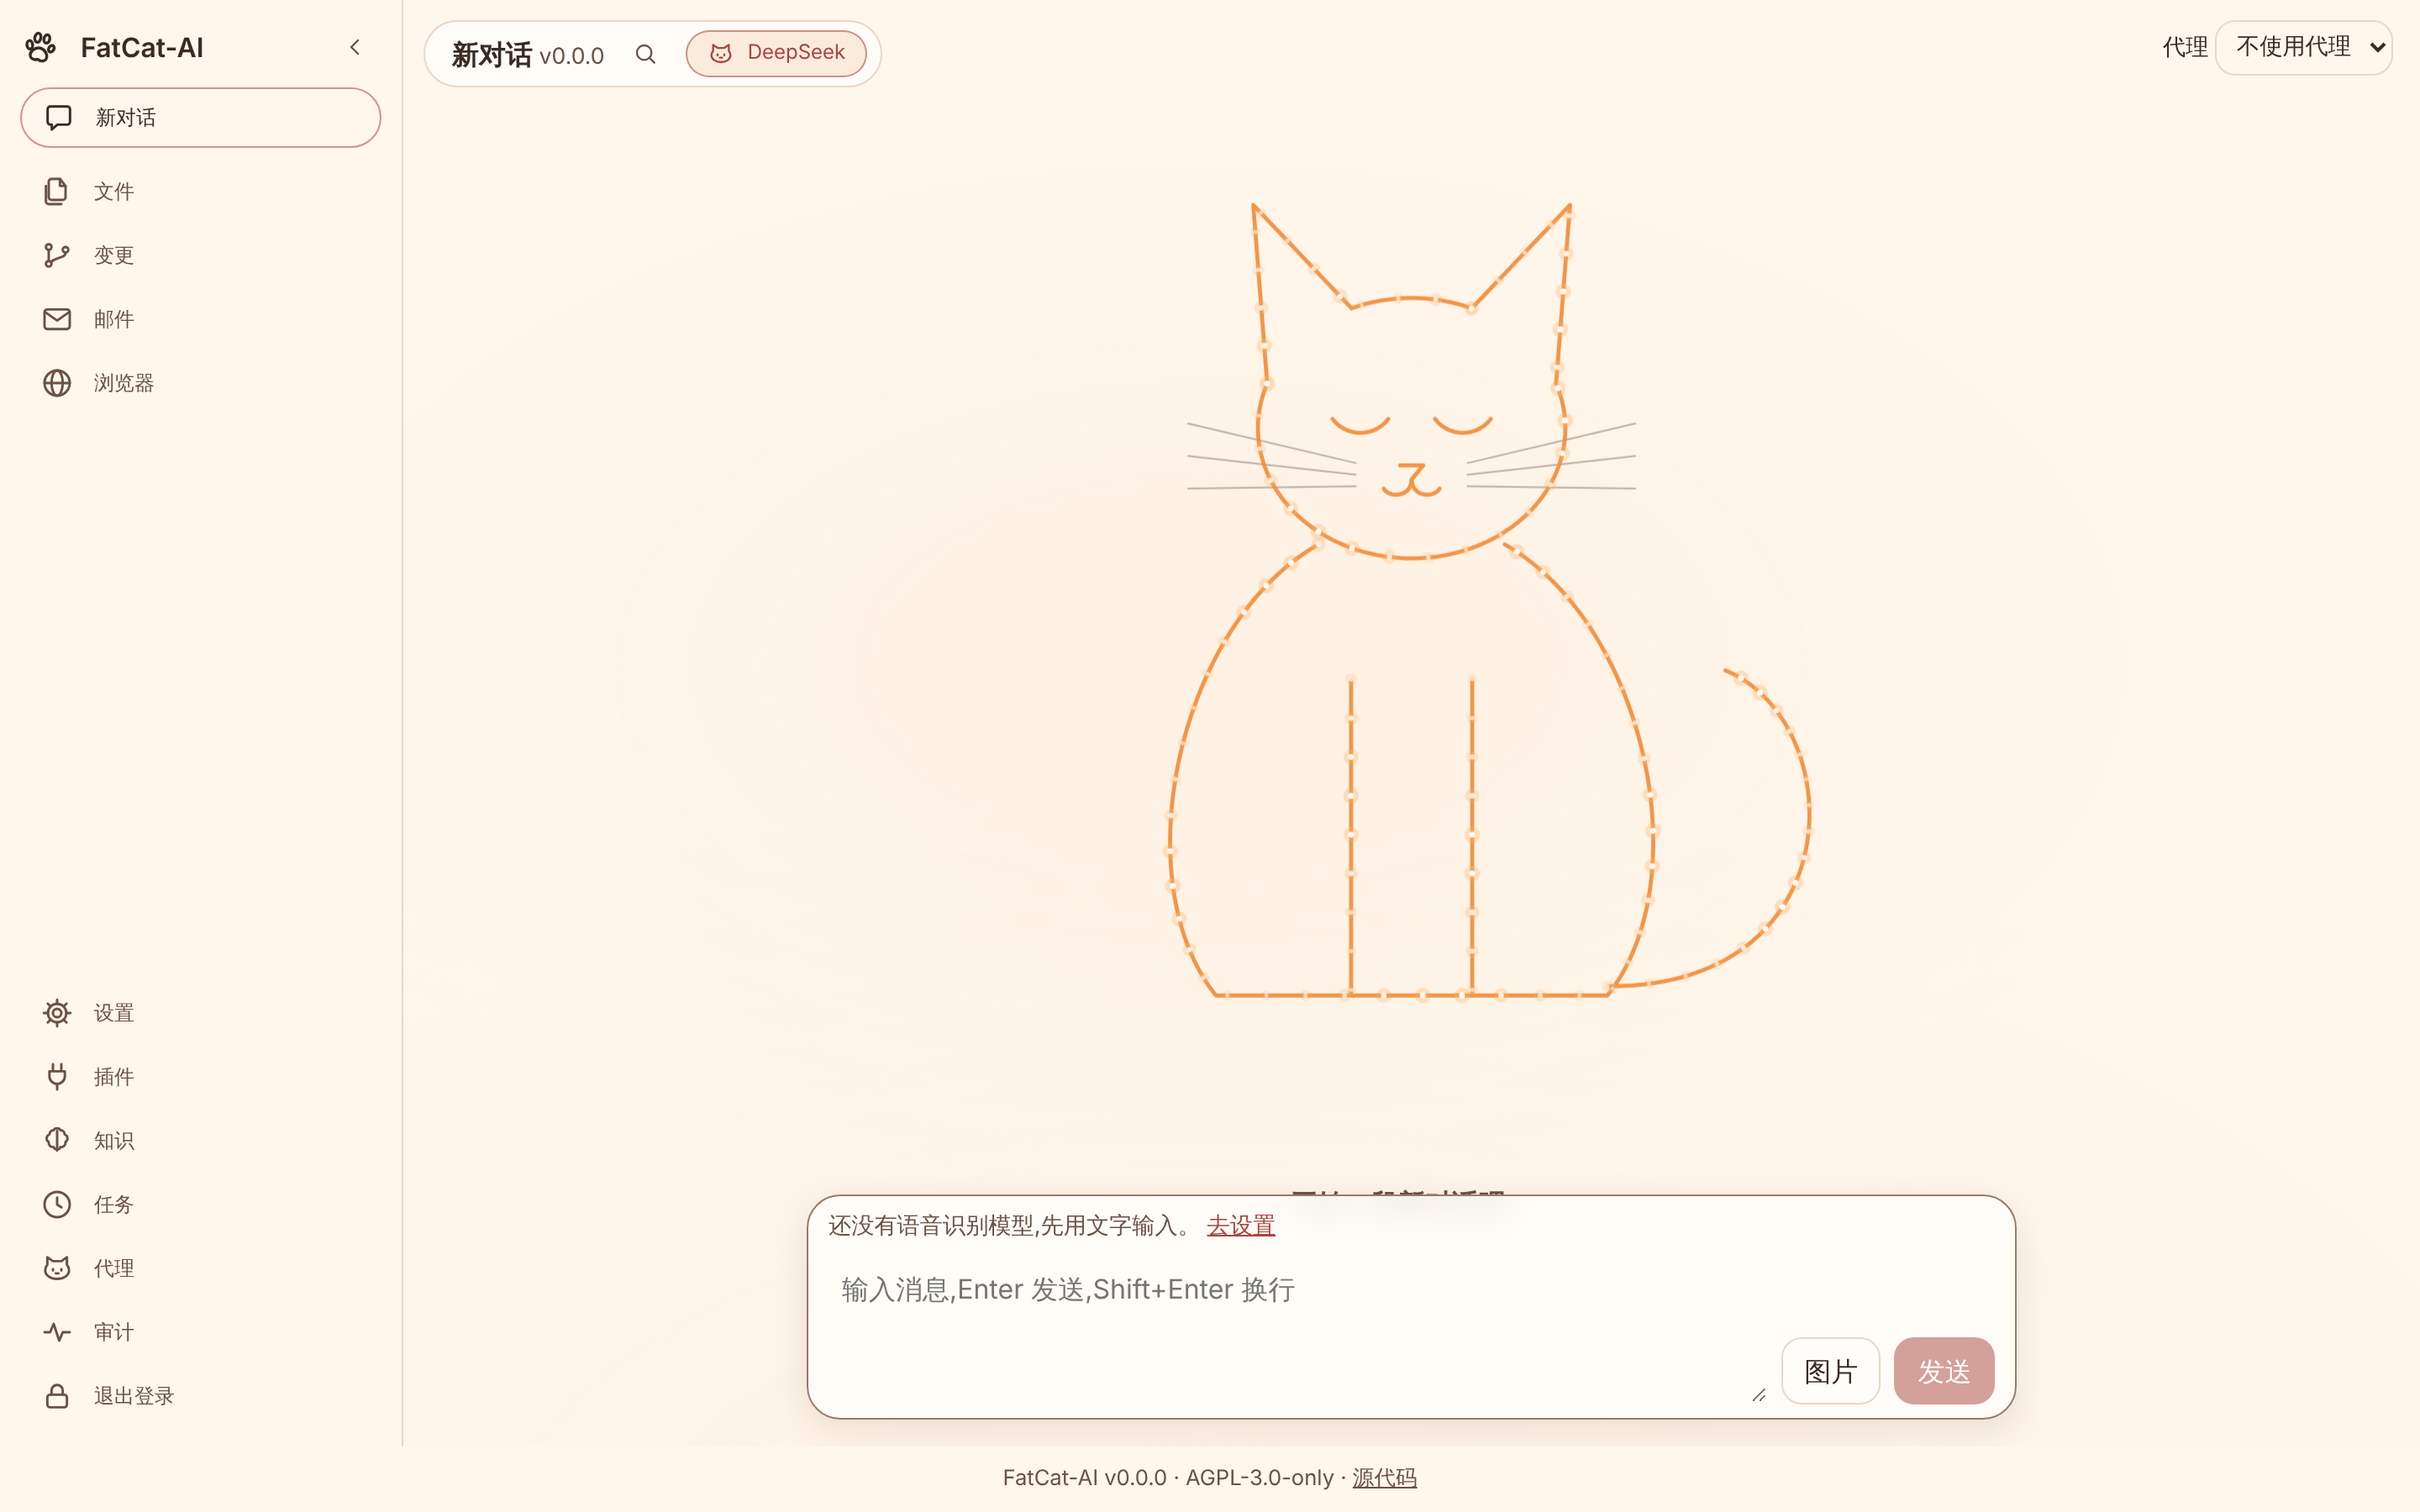 FatCat-AI
新对话
文件
变更
邮件
浏览器
设置
插件
知识
任务
代理
审计
退出登录
新对话 v0.0.0
DeepSeek
代理 不使用代理
还没有语音识别模型,先用文字输入。 去设置
输入消息,Enter 发送,Shift+Enter 换行
图片
发送
FatCat-AI v0.0.0 · AGPL-3.0-only · 源代码